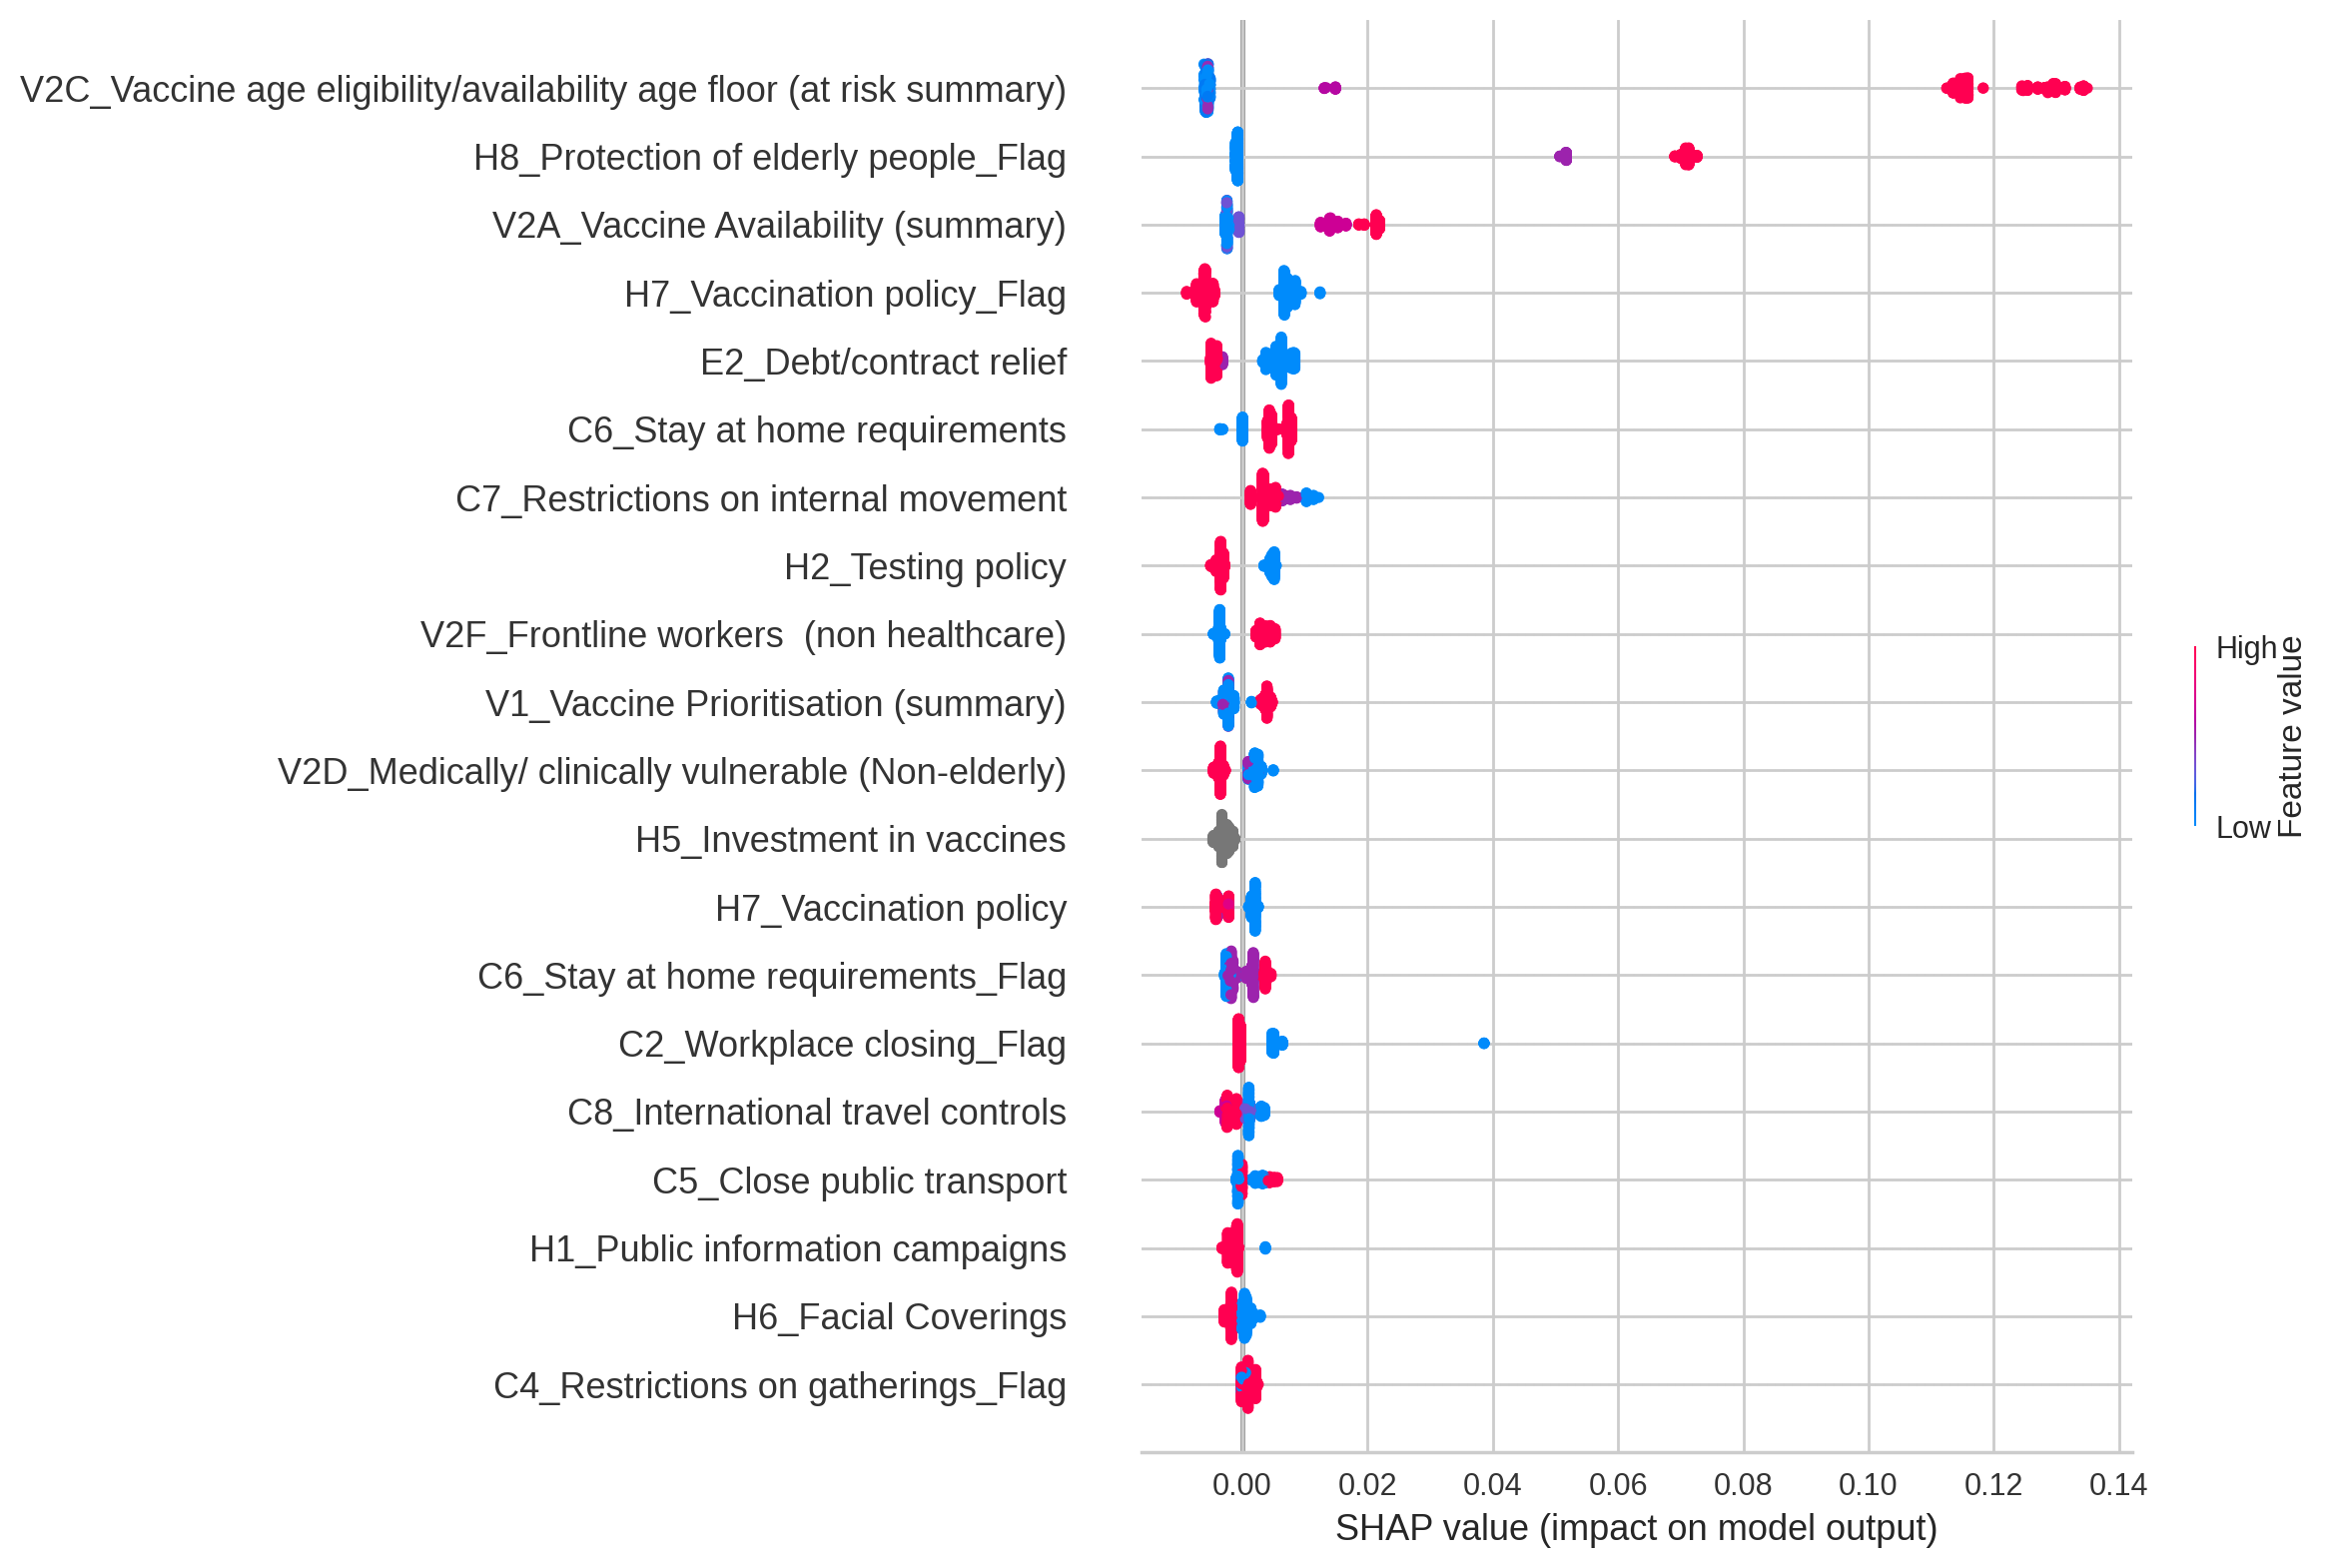 V2C_Vaccine age eligibility/availability age floor (at risk summary)
H8_Protection of elderly people_Flag
V2A_Vaccine Availability (summary)
H7_Vaccination policy_Flag
E2_Debt/contract relief
C6_Stay at home requirements
C7_Restrictions on internal movement
H2_Testing policy
V2F_Frontline workers  (non healthcare)
V1_Vaccine Prioritisation (summary)
V2D_Medically/ clinically vulnerable (Non-elderly)
H5_Investment in vaccines
H7_Vaccination policy
C6_Stay at home requirements_Flag
C2_Workplace closing_Flag
C8_International travel controls
C5_Close public transport
H1_Public information campaigns
H6_Facial Coverings
C4_Restrictions on gatherings_Flag
0.00 0.02 0.04 0.06 0.08 0.10 0.12 0.14
SHAP value (impact on model output)
High
Low
Feature value